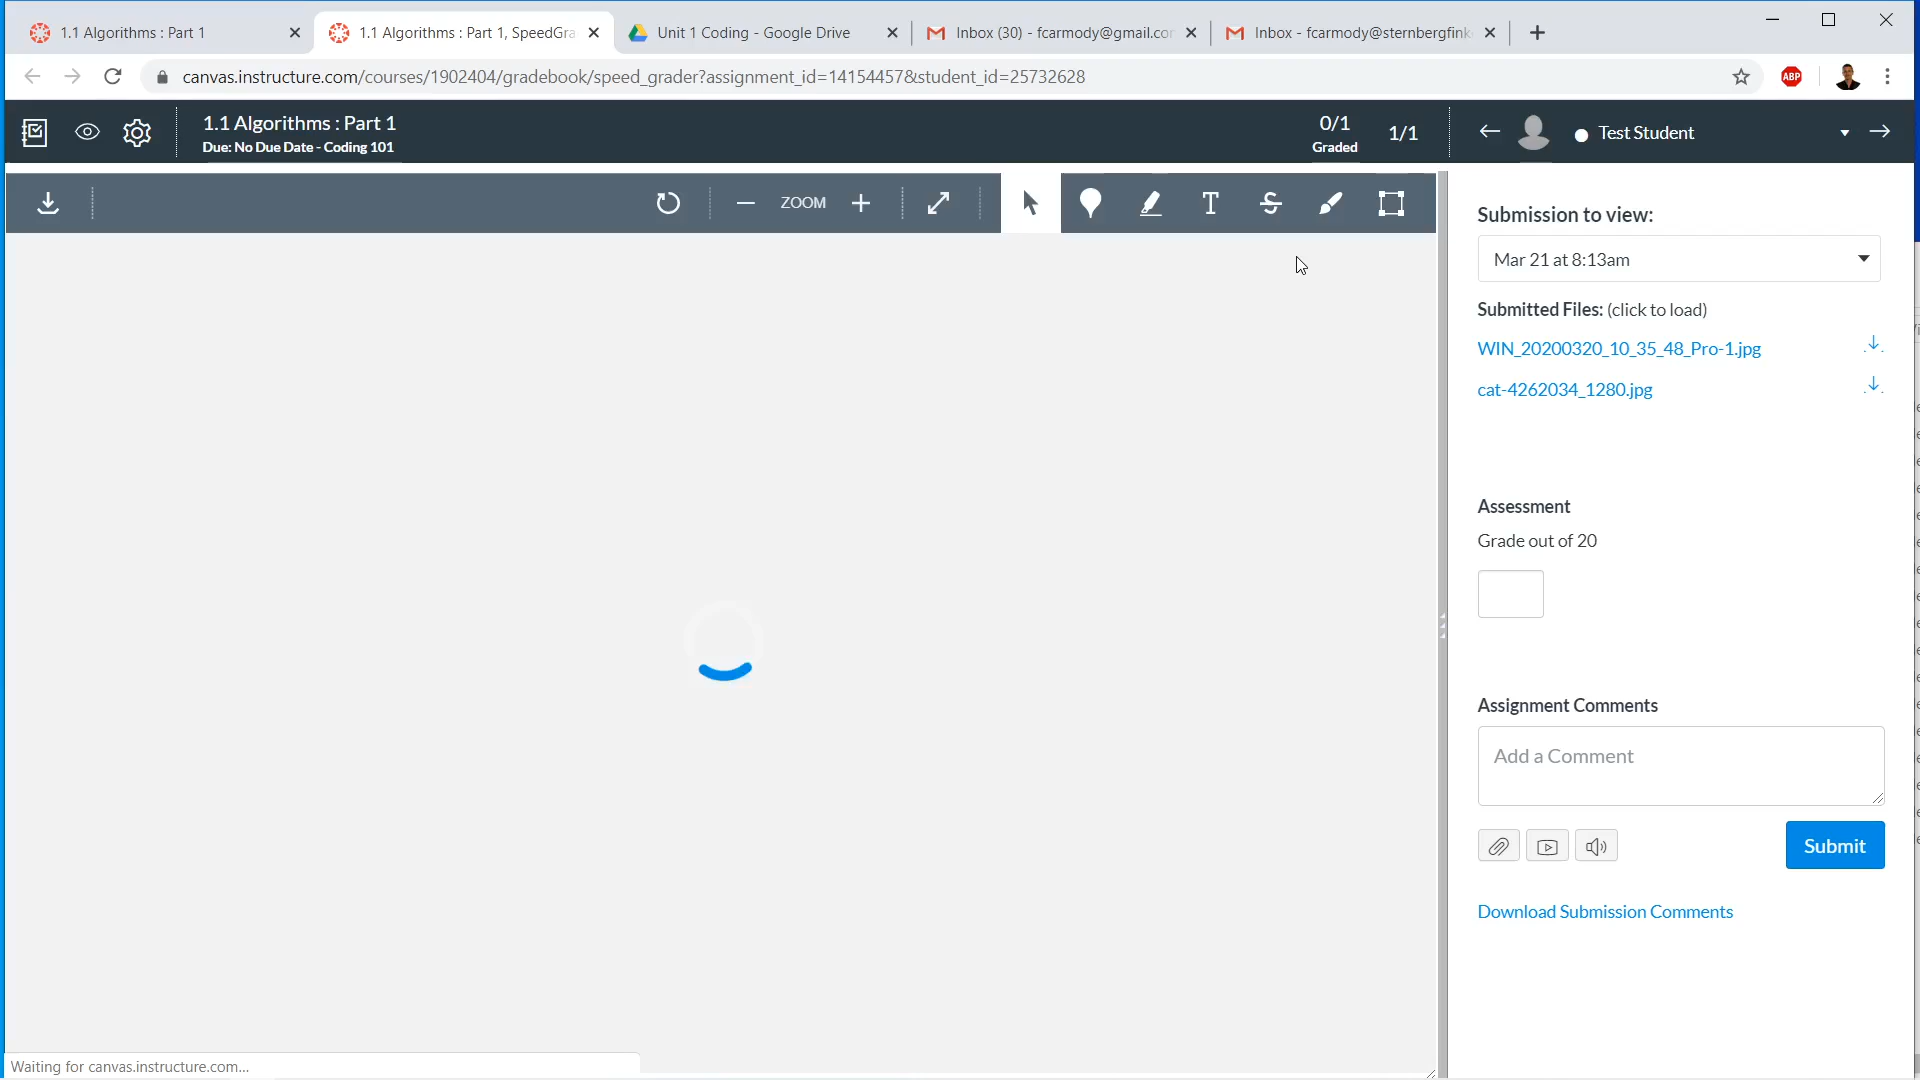 1.1 Algorithms : Part 1
1.1 Algorithms : Part 1, SpeedGra
Unit 1 Coding - Google Drive
Inbox (30) - fcarmody@gmail.co
Inbox - fcarmody@sternbergfink
canvas.instructure.com/courses/1902404/gradebook/speed_grader?assignment_id=14154457&student_id=25732628
ABP
1.1 Algorithms : Part 1
Due: No Due Date - Coding 101
0/1
Graded
1/1
Test Student
ZOOM
T
S
Submission to view:
Mar 21 at 8:13am
Submitted Files: (click to load)
WIN_20200320_10_35_48_Pro-1.jpg
cat-4262034_1280.jpg
Assessment
Grade out of 20
Assignment Comments
Add a Comment
Submit
Download Submission Comments
Waiting for canvas.instructure.com...